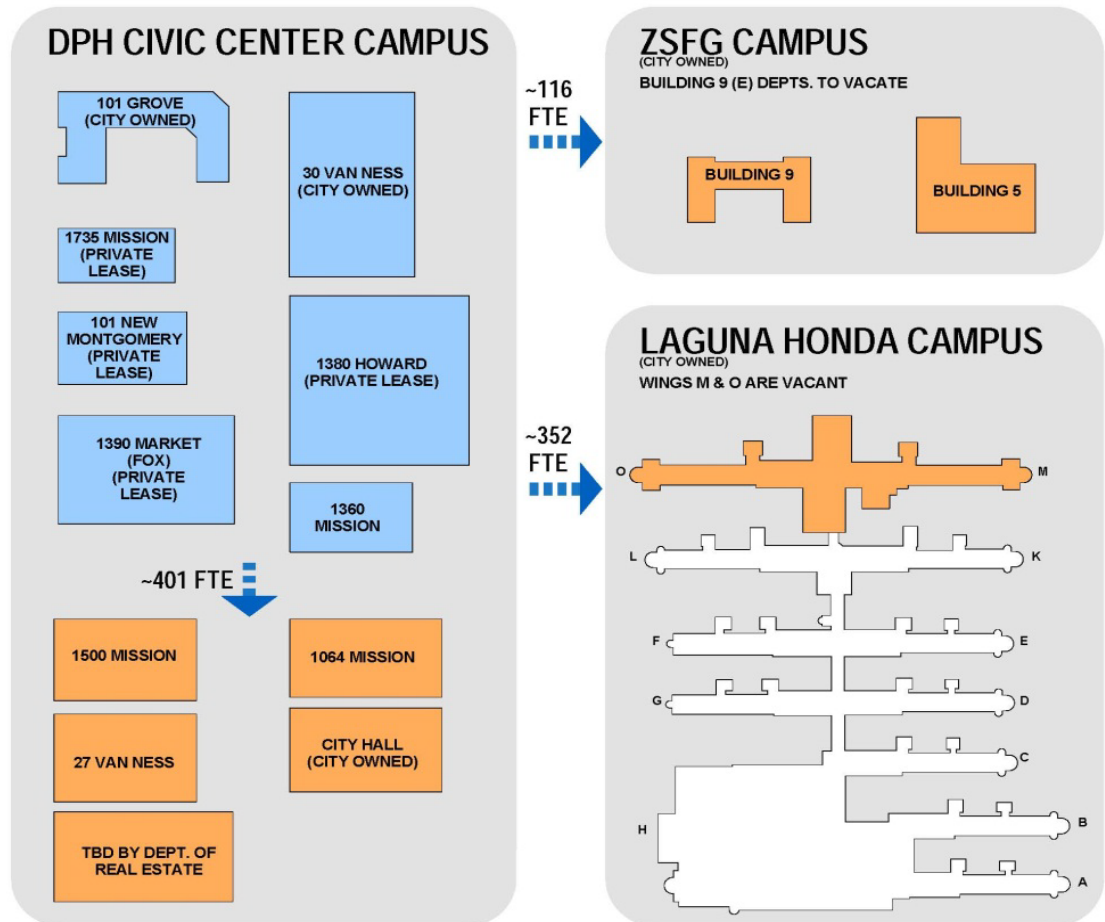 DPH CIVIC CENTER CAMPUS
101 GROVE
(CITY OWNED)
30 VAN NESS
(CITY OWNED)
1735 MISSION
(PRIVATE
LEASE)
101 NEW
MONTGOMERY
(PRIVATE
LEASE)
1380 HOWARD
(PRIVATE LEASE)
1390 MARKET
(FOX)
(PRIVATE
LEASE)
1360
MISSION
~401 FTE
1500 MISSION
1064 MISSION
27 VAN NESS
CITY HALL
(CITY OWNED)
TBD BY DEPT. OF
REAL ESTATE
~116
FTE
~352
FTE
ZSFG CAMPUS
(CITY OWNED)
BUILDING 9 (E) DEPTS. TO VACATE
BUILDING 9
BUILDING 5
LAGUNA HONDA CAMPUS
(CITY OWNED)
WINGS M & O ARE VACANT
O
M
L
K
F
E
G
D
C
H
B
A